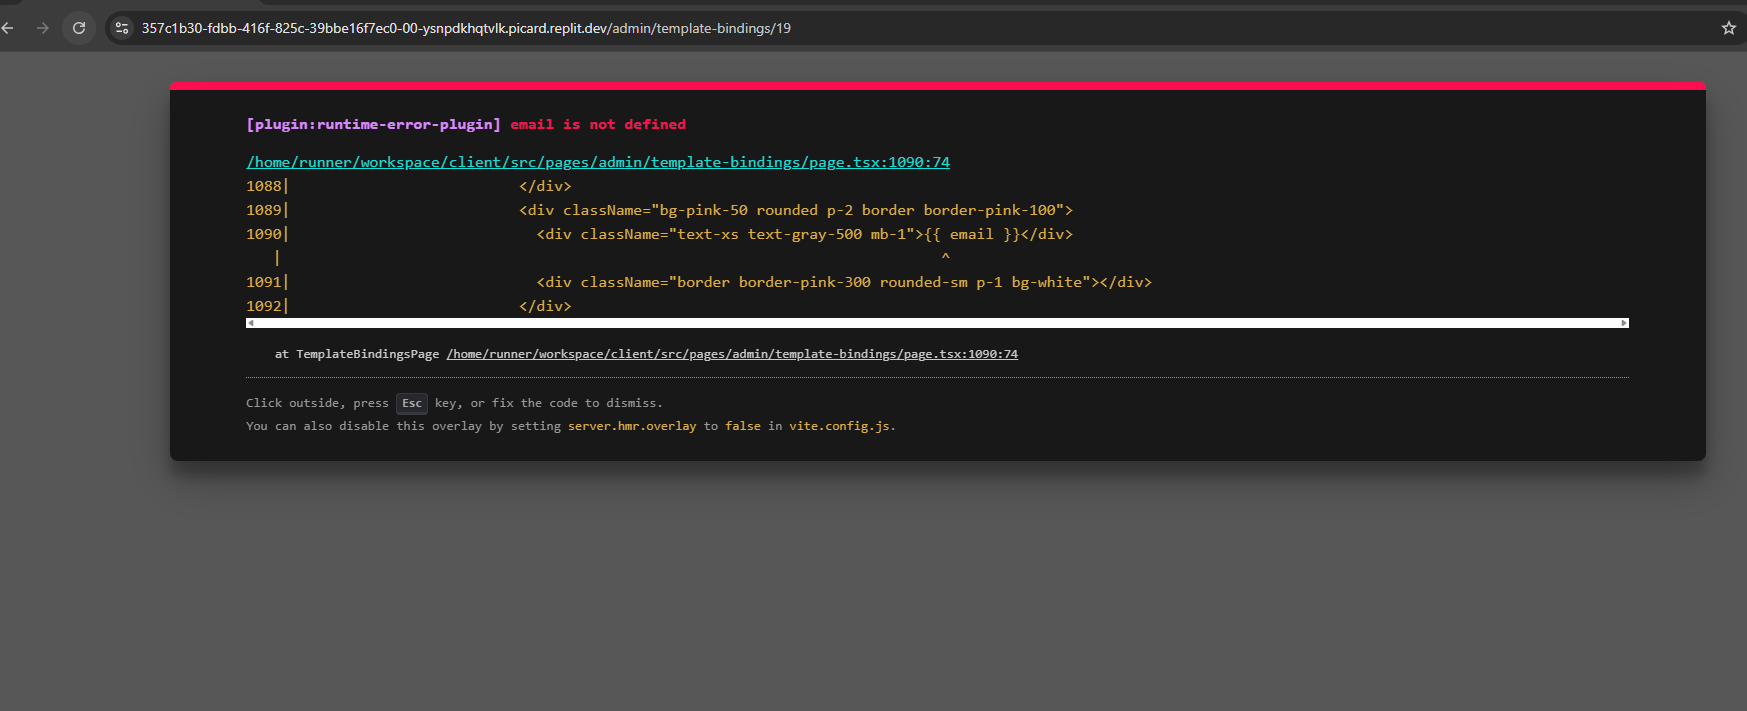 357c1b30-fdbb-416f-825c-39bbe16f7ec0-00-ysnpdkhqtvlk.picard.replit.dev/admin/template-bindings/19
[plugin:runtime-error-plugin] email is not defined
/home/runner/workspace/client/src/pages/admin/template-bindings/page.tsx:1090:74
1088| </div>
1089| <div className="bg-pink-50 rounded p-2 border border-pink-100">
1090| <div className="text-xs text-gray-500 mb-1">{{ email }}</div>
| ^
1091| <div className="border border-pink-300 rounded-sm p-1 bg-white"></div>
1092| </div>
at TemplateBindingsPage /home/runner/workspace/client/src/pages/admin/template-bindings/page.tsx:1090:74
Click outside, press Esc key, or fix the code to dismiss.
You can also disable this overlay by setting server.hmr.overlay to false in vite.config.js.